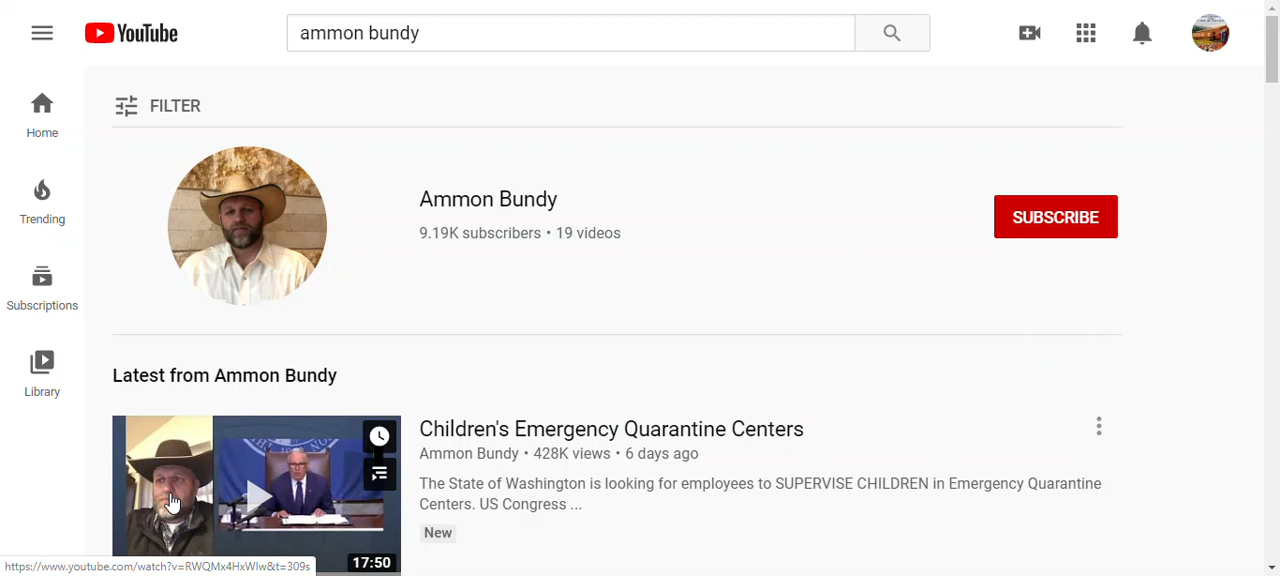 YouTube
ammon bundy
Home
Trending
Subscriptions
Library
FILTER
Ammon Bundy
9.19K subscribers • 19 videos
SUBSCRIBE
Latest from Ammon Bundy
17:50
Children's Emergency Quarantine Centers
Ammon Bundy • 428K views • 6 days ago
The State of Washington is looking for employees to SUPERVISE CHILDREN in Emergency Quarantine
Centers. US Congress ...
New
https://www.youtube.com/watch?v=RWQMx4HxWlw&t=309s